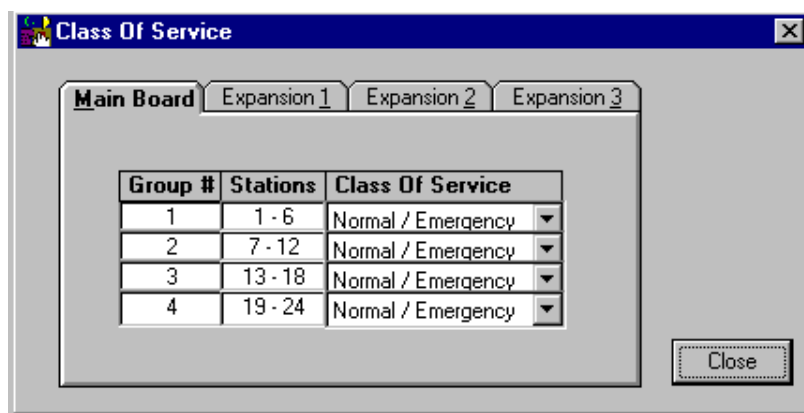 Class Of Service
Main Board Expansion 1 Expansion 2 Expansion 3
Group # Stations Class Of Service
1 1 - 6 Normal / Emergency
2 7 - 12 Normal / Emergency
3 13 - 18 Normal / Emergency
4 19 - 24 Normal / Emergency
Close